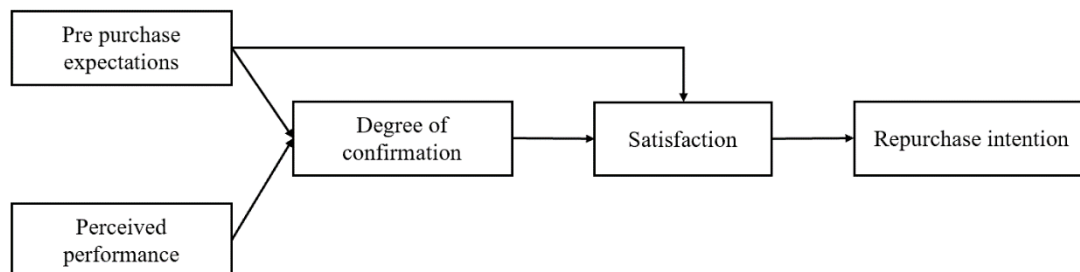 Pre purchase
expectations
Degree of
confirmation
Satisfaction
Repurchase intention
Perceived
performance